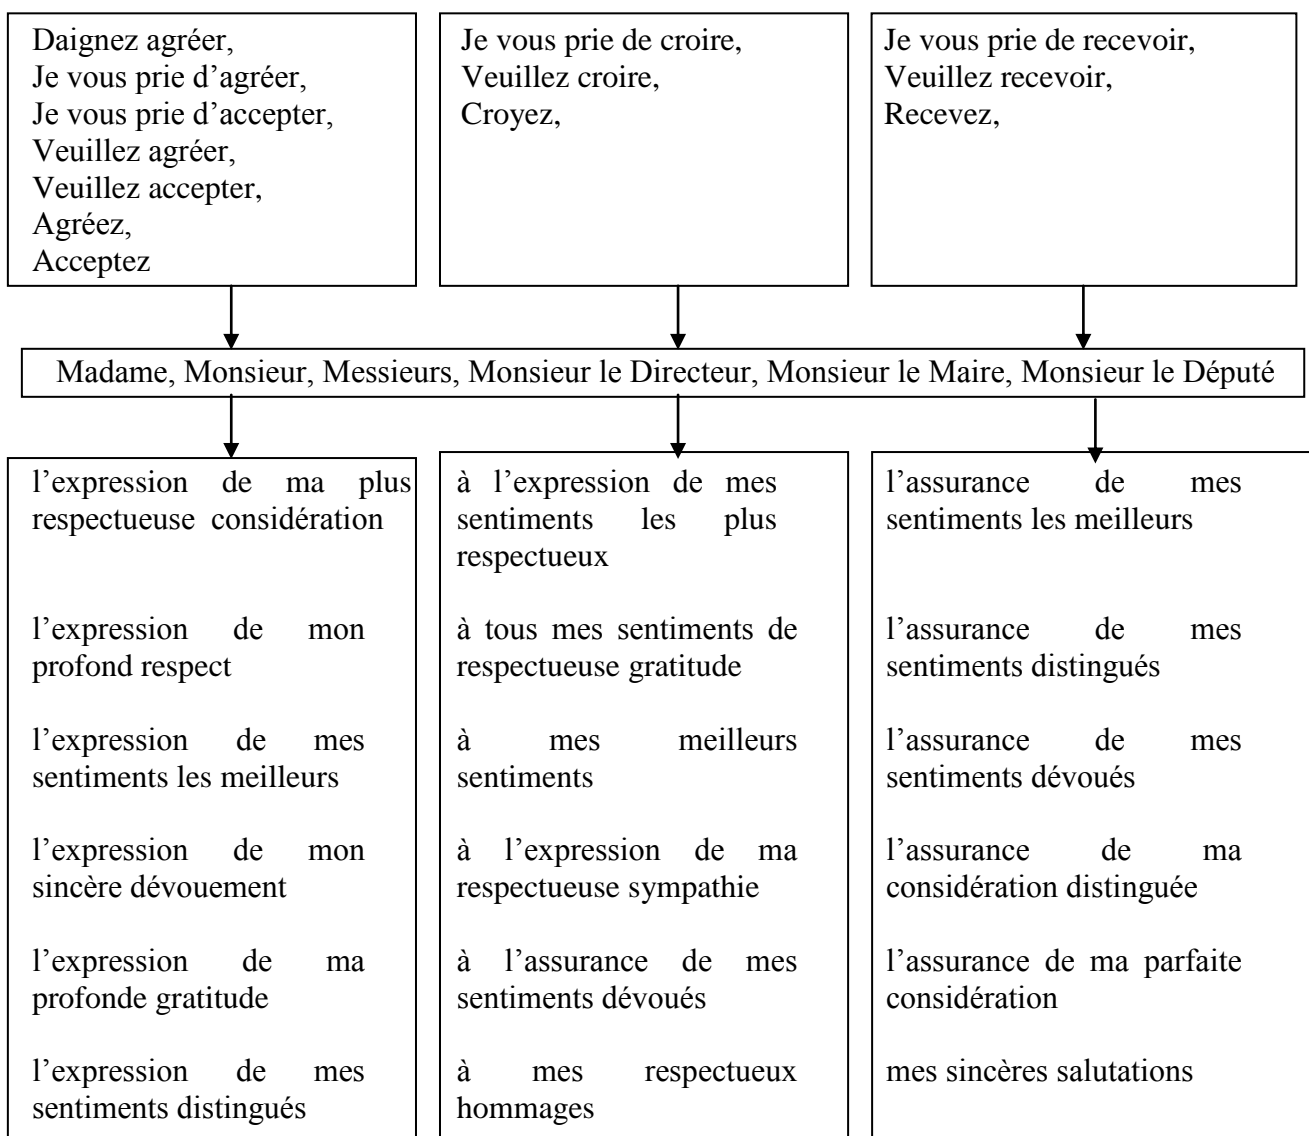 Daignez agréer,
Je vous prie d’agréer,
Je vous prie d’accepter,
Veuillez agréer,
Veuillez accepter,
Agréez,
Acceptez
Je vous prie de croire,
Veuillez croire,
Croyez,
Je vous prie de recevoir,
Veuillez recevoir,
Recevez,
Madame, Monsieur, Messieurs, Monsieur le Directeur, Monsieur le Maire, Monsieur le Député
l’expression de ma plus
respectueuse considération
l’expression de mon
profond respect
l’expression de mes
sentiments les meilleurs
l’expression de mon
sincère dévouement
l’expression de ma
profonde gratitude
l’expression de mes
sentiments distingués
à l’expression de mes
sentiments les plus
respectueux
à tous mes sentiments de
respectueuse gratitude
à mes meilleurs
sentiments
à l’expression de ma
respectueuse sympathie
à l’assurance de mes
sentiments dévoués
à mes respectueux
hommages
l’assurance de mes
sentiments les meilleurs
l’assurance de mes
sentiments distingués
l’assurance de mes
sentiments dévoués
l’assurance de ma
considération distinguée
l’assurance de ma parfaite
considération
mes sincères salutations